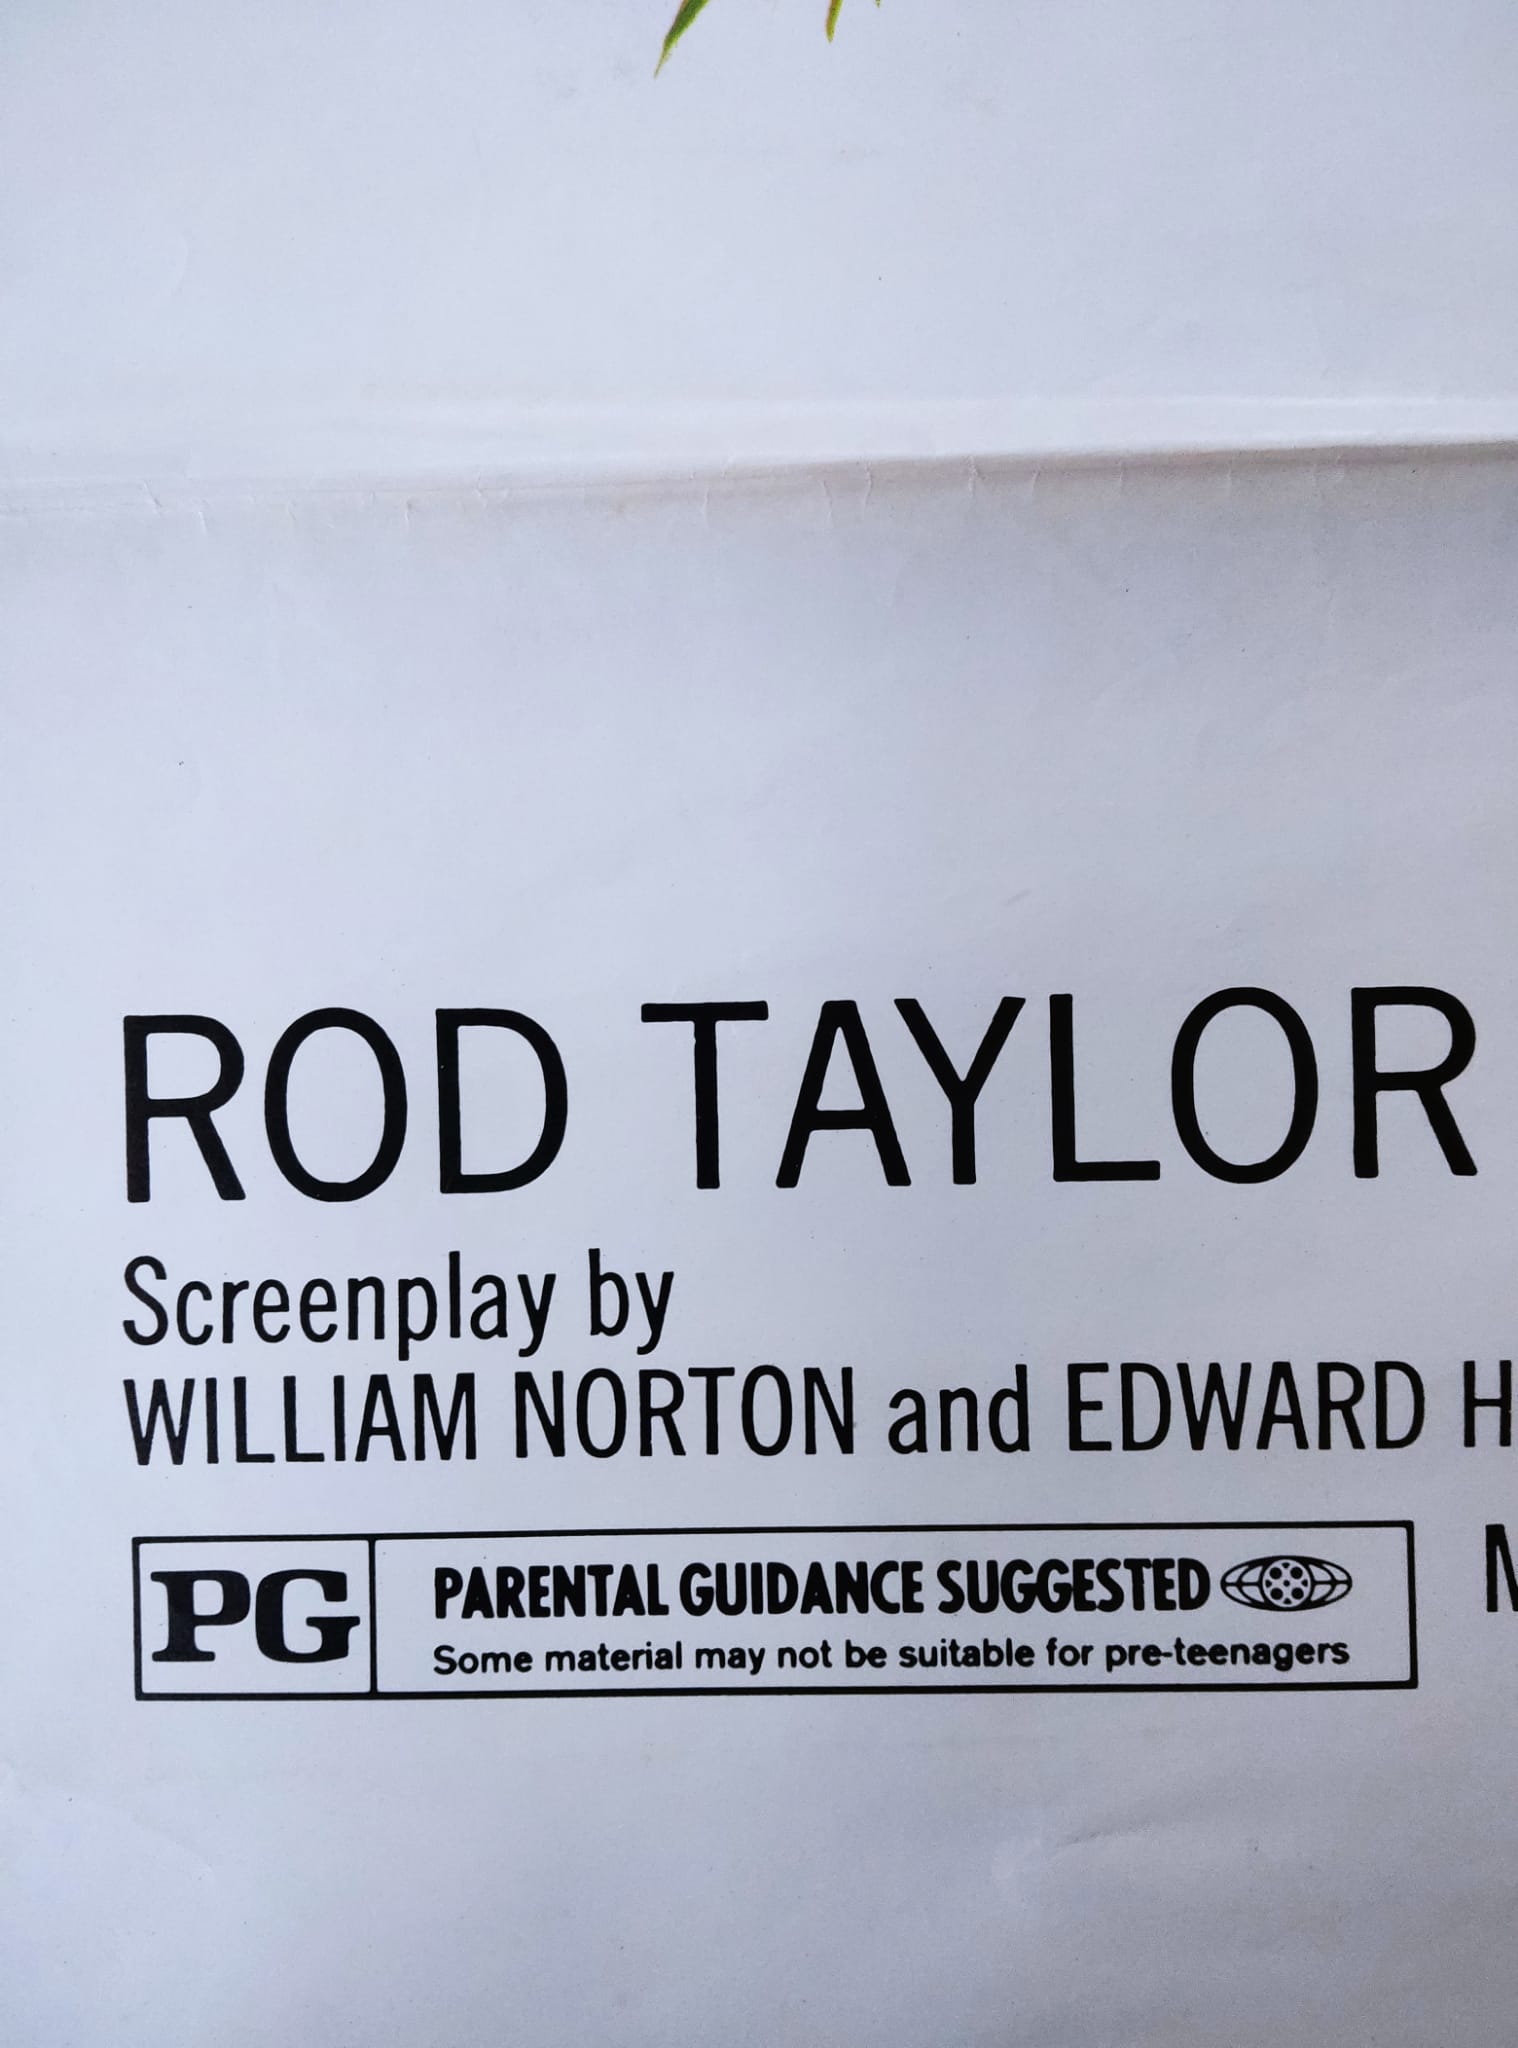 ROD TAYLOR
Screenplay by
WILLIAM NORTON and EDWARD H
PG
PARENTAL GUIDANCE SUGGESTED
Some material may not be suitable for pre-teenagers